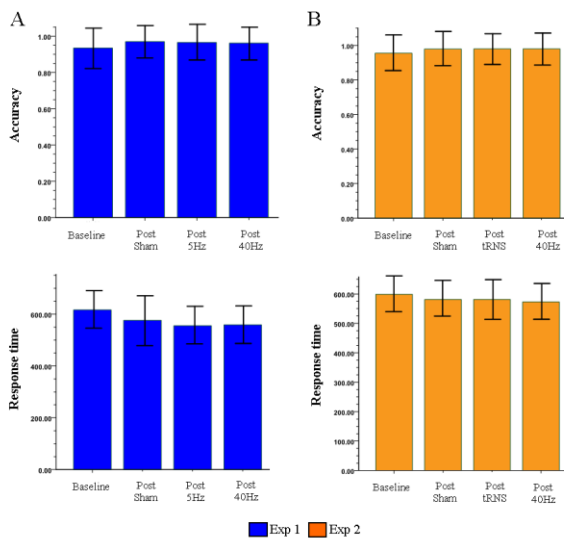 A
B
Accuracy
1.00
0.80
0.60
0.40
0.20
0.00
Baseline
Post Sham
Post 5Hz
Post 40Hz
Accuracy
1.00
0.80
0.60
0.40
0.20
0.00
Baseline
Post Sham
Post tRNS
Post 40Hz
Response time
600.00
400.00
200.00
0.00
Baseline
Post Sham
Post 5Hz
Post 40Hz
Response time
600.00
500.00
400.00
300.00
200.00
100.00
0.00
Baseline
Post Sham
Post tRNS
Post 40Hz
Exp 1
Exp 2